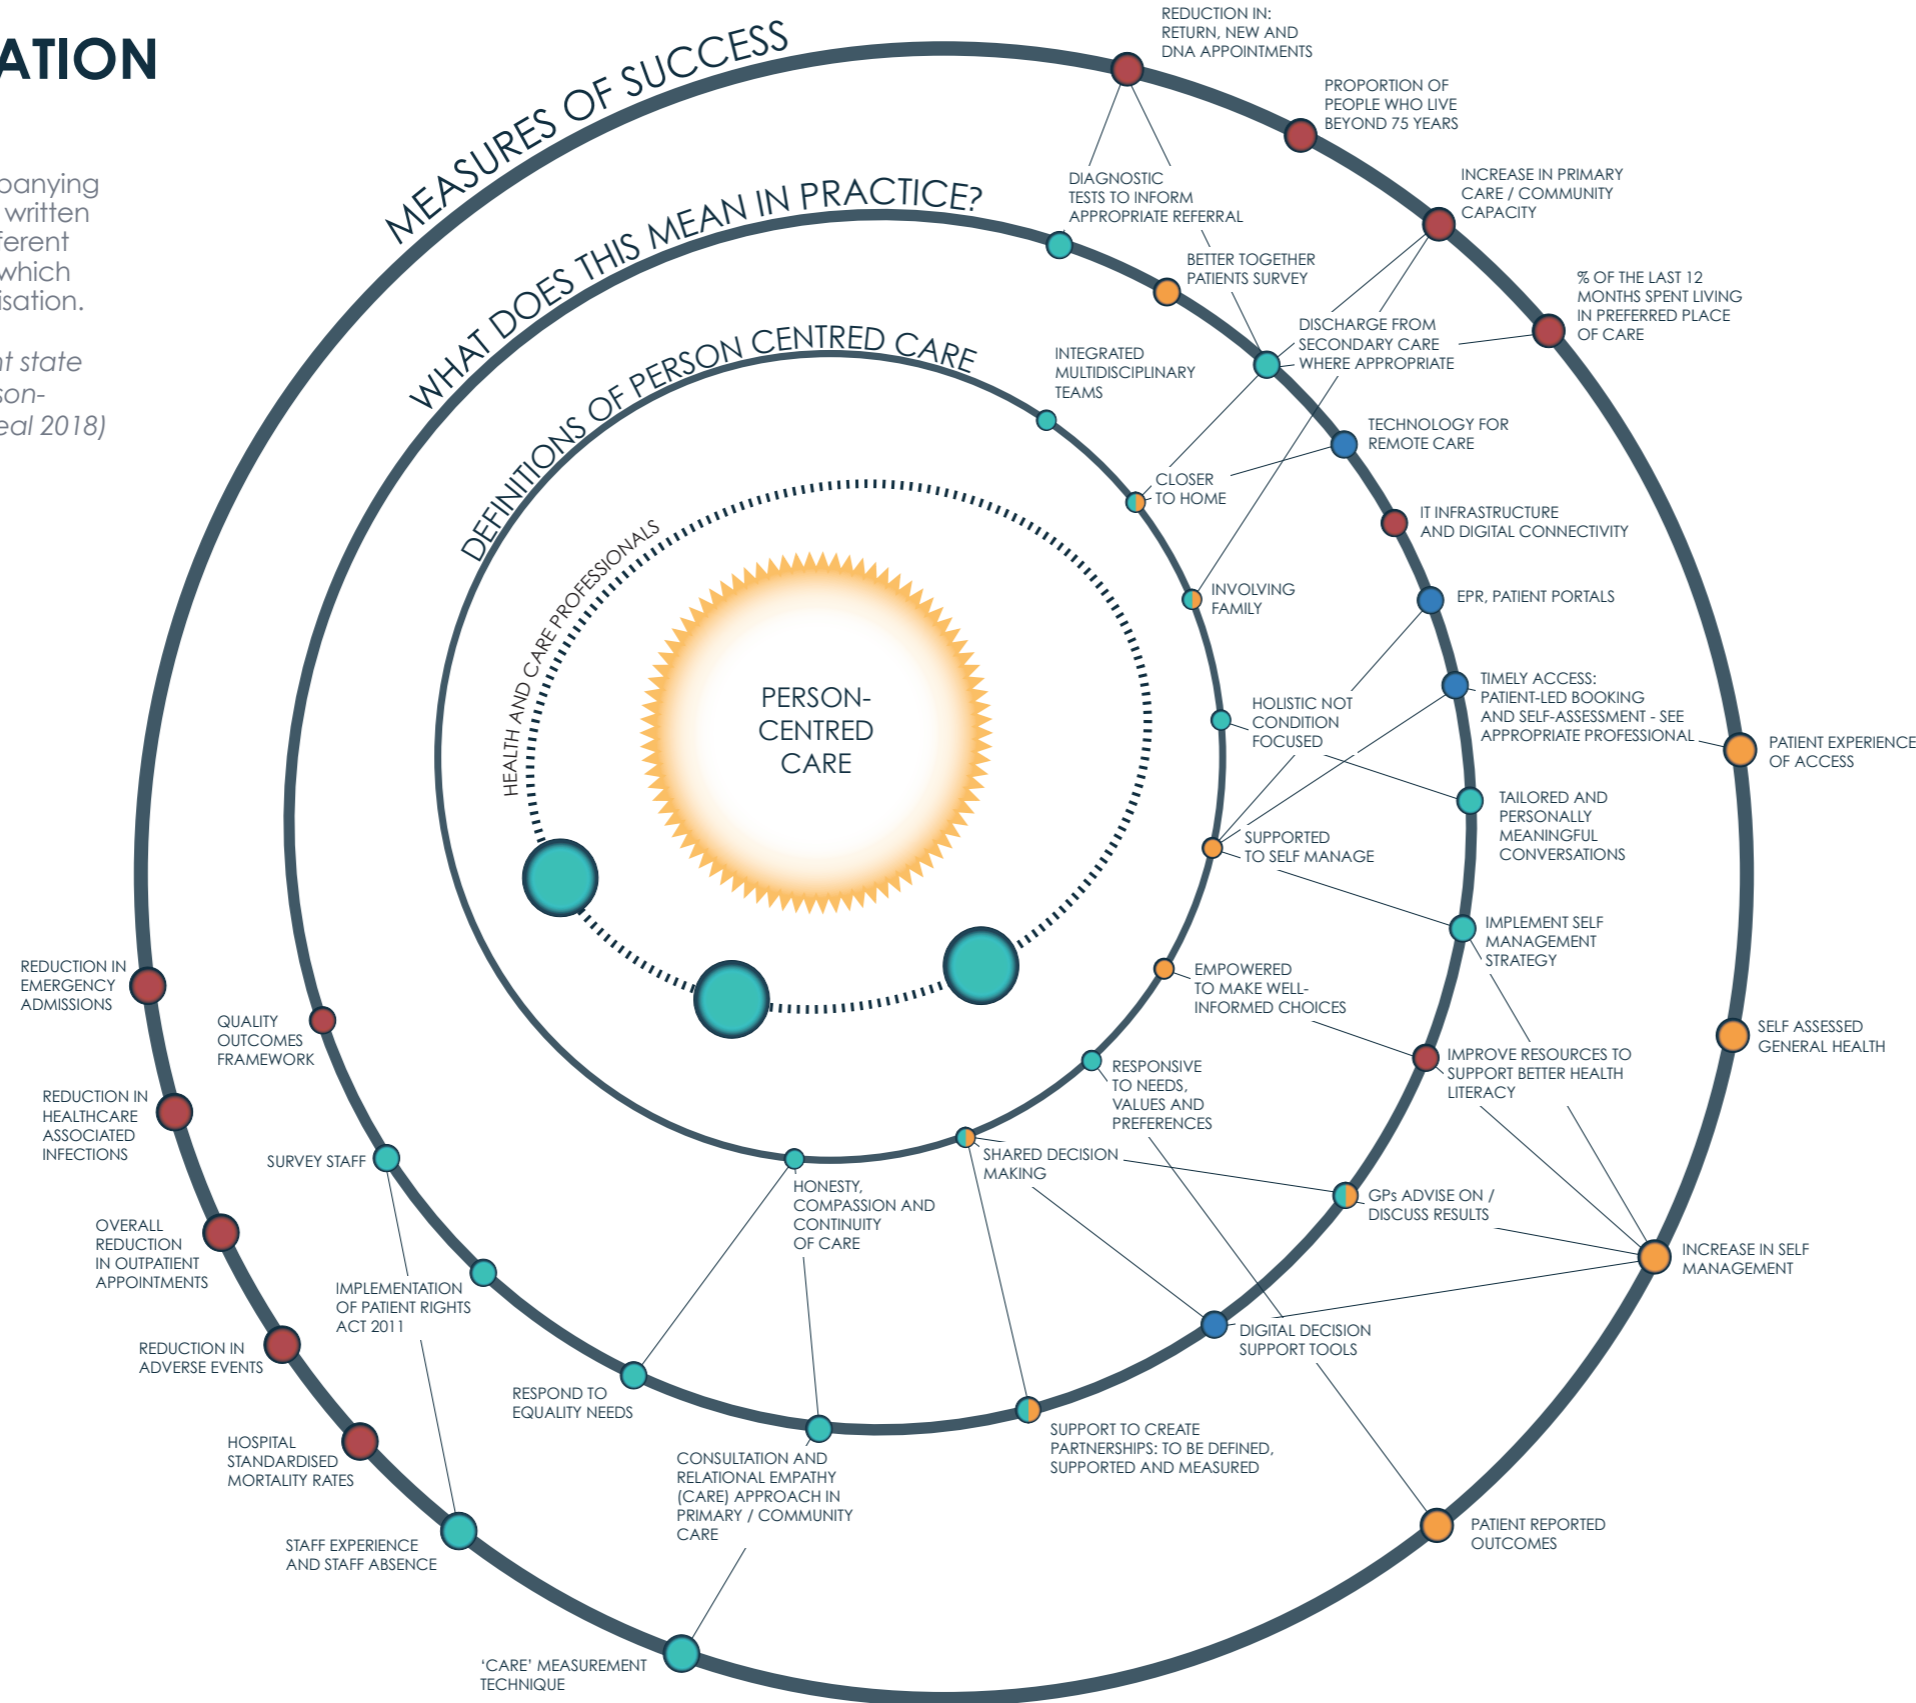 ATION
panying
written
ferent
which
isation.
nt state
son-
eal 2018)
MEASURES OF SUCCESS
WHAT DOES THIS MEAN IN PRACTICE?
DEFINITIONS OF PERSON CENTRED CARE
HEALTH AND CARE PROFESSIONALS
PERSON-
CENTRED
CARE
REDUCTION IN:
RETURN, NEW AND
DNA APPOINTMENTS
PROPORTION OF
PEOPLE WHO LIVE
BEYOND 75 YEARS
INCREASE IN PRIMARY
CARE / COMMUNITY
CAPACITY
% OF THE LAST 12
MONTHS SPENT LIVING
IN PREFERRED PLACE
OF CARE
DIAGNOSTIC
TESTS TO INFORM
APPROPRIATE REFERRAL
BETTER TOGETHER
PATIENTS SURVEY
DISCHARGE FROM
SECONDARY CARE
WHERE APPROPRIATE
INTEGRATED
MULTIDISCIPLINARY
TEAMS
TECHNOLOGY FOR
REMOTE CARE
CLOSER
TO HOME
IT INFRASTRUCTURE
AND DIGITAL CONNECTIVITY
INVOLVING
FAMILY
EPR, PATIENT PORTALS
HOLISTIC NOT
CONDITION
FOCUSED
TIMELY ACCESS:
PATIENT-LED BOOKING
AND SELF-ASSESSMENT - SEE
APPROPRIATE PROFESSIONAL
PATIENT EXPERIENCE
OF ACCESS
TAILORED AND
PERSONALLY
MEANINGFUL
CONVERSATIONS
SUPPORTED
TO SELF MANAGE
IMPLEMENT SELF
MANAGEMENT
STRATEGY
EMPOWERED
TO MAKE WELL-
INFORMED CHOICES
SELF ASSESSED
GENERAL HEALTH
IMPROVE RESOURCES TO
SUPPORT BETTER HEALTH
LITERACY
RESPONSIVE
TO NEEDS,
VALUES AND
PREFERENCES
SHARED DECISION
MAKING
GPs ADVISE ON /
DISCUSS RESULTS
INCREASE IN SELF
MANAGEMENT
HONESTY,
COMPASSION AND
CONTINUITY
OF CARE
DIGITAL DECISION
SUPPORT TOOLS
SUPPORT TO CREATE
PARTNERSHIPS: TO BE DEFINED,
SUPPORTED AND MEASURED
PATIENT REPORTED
OUTCOMES
CONSULTATION AND
RELATIONAL EMPATHY
(CARE) APPROACH IN
PRIMARY / COMMUNITY
CARE
RESPOND TO
EQUALITY NEEDS
IMPLEMENTATION
OF PATIENT RIGHTS
ACT 2011
SURVEY STAFF
QUALITY
OUTCOMES
FRAMEWORK
REDUCTION IN
EMERGENCY
ADMISSIONS
REDUCTION IN
HEALTHCARE
ASSOCIATED
INFECTIONS
OVERALL
REDUCTION
IN OUTPATIENT
APPOINTMENTS
REDUCTION IN
ADVERSE EVENTS
HOSPITAL
STANDARDISED
MORTALITY RATES
STAFF EXPERIENCE
AND STAFF ABSENCE
‘CARE’ MEASUREMENT
TECHNIQUE